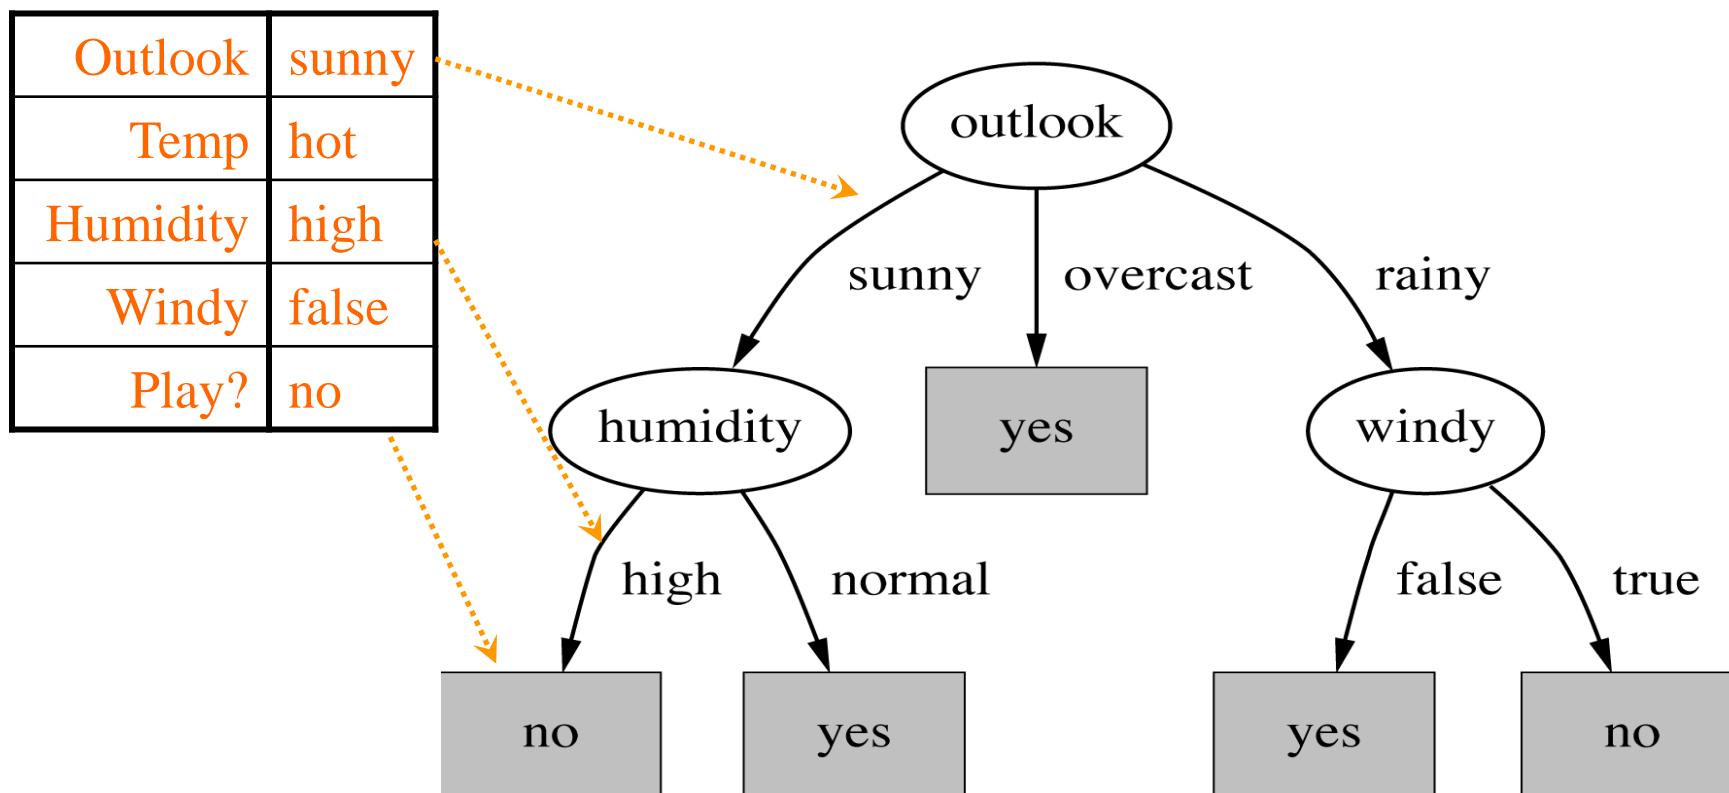 Outlook sunny
Temp hot
Humidity high
Windy false
Play? no
outlook
sunny overcast rainy
humidity yes windy
high normal false true
no yes yes no